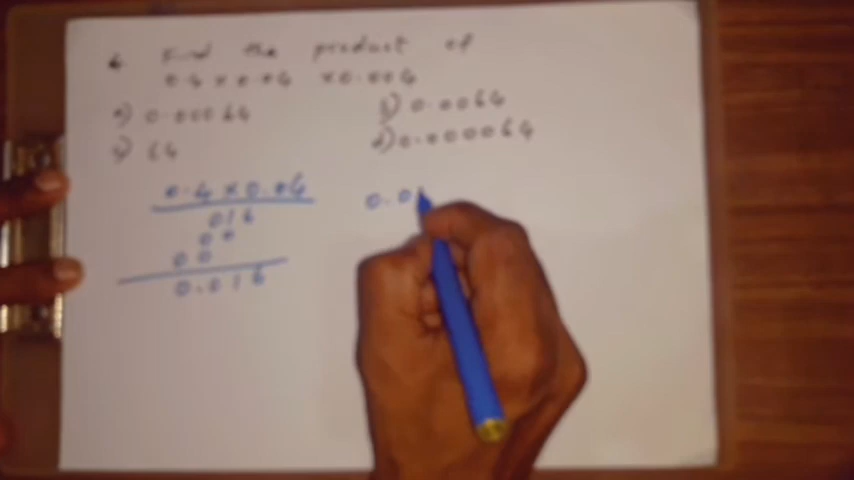 Find the product of
0.4 x 0.04 x 0.004
a) 0.00064
b) 0.0064
c) 64
d) 0.000064
0.4 x 0.04
016
00
00
0.016
0.0